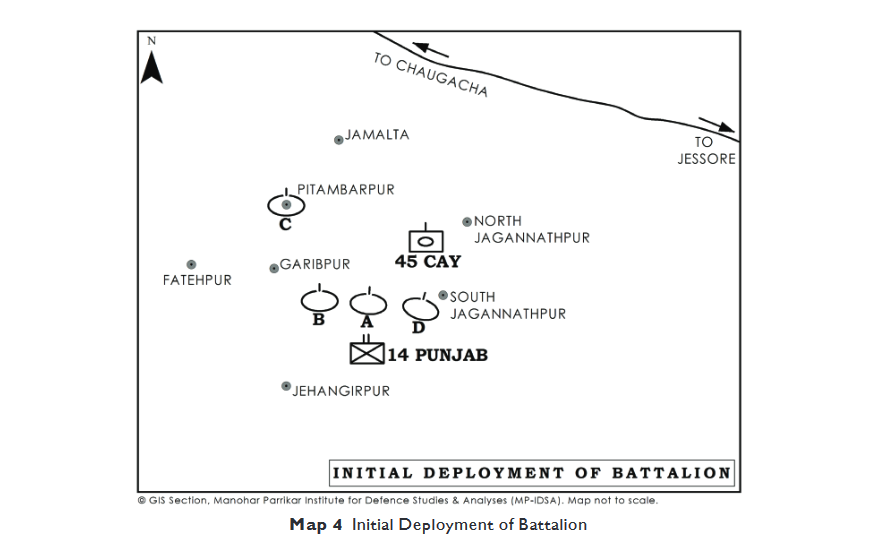 N
TO CHAUGACHA
TO
JESSORE
JAMALTA
PITAMBARPUR
C
NORTH
JAGANNATHPUR
45 CAY
FATEHPUR
GARIBPUR
SOUTH
JAGANNATHPUR
B
A
D
14 PUNJAB
JEHANGIRPUR
INITIAL DEPLOYMENT OF BATTALION
© GIS Section, Manohar Parrikar Institute for Defence Studies & Analyses (MP-IDSA). Map not to scale.
Map 4 Initial Deployment of Battalion